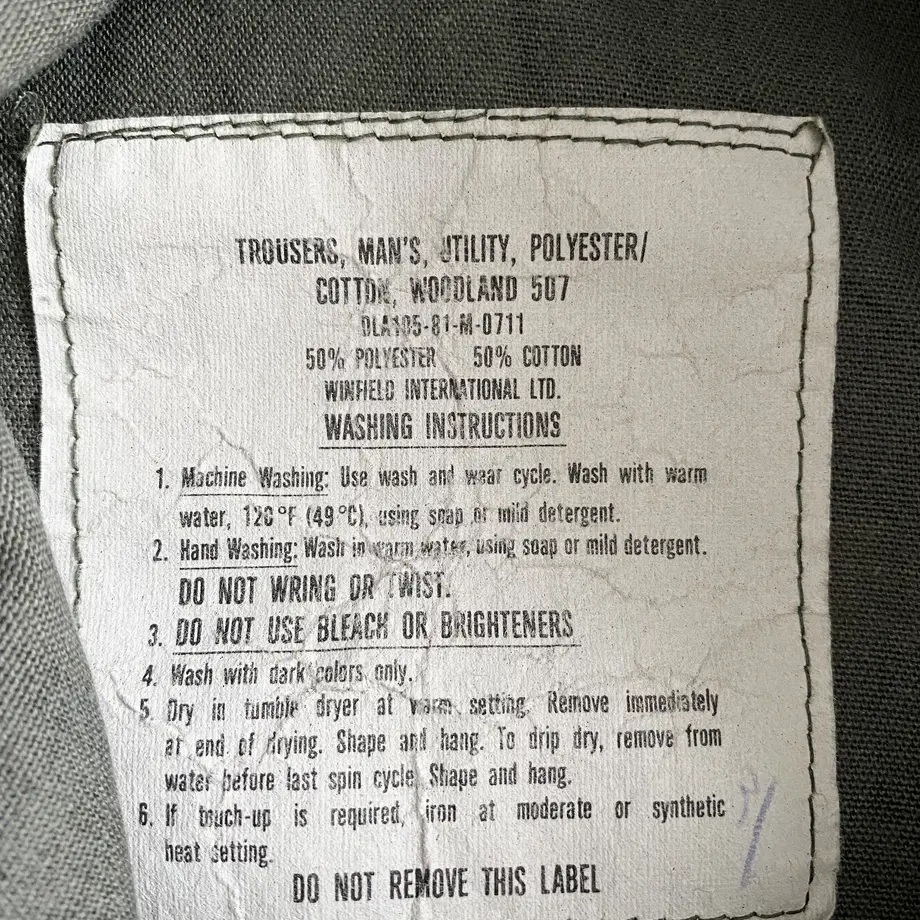 TROUSERS, MAN'S, UTILITY, POLYESTER/
COTTON, WOODLAND 507
DLA105-81-M-0711
50% POLYESTER 50% COTTON
WINFIELD INTERNATIONAL LTD.
WASHING INSTRUCTIONS
1. Machine Washing: Use wash and wear cycle. Wash with warm
water, 120°F (49°C), using soap or mild detergent.
2. Hand Washing: Wash in warm water, using soap or mild detergent.
DO NOT WRING OR TWIST.
3. DO NOT USE BLEACH OR BRIGHTENERS
4. Wash with dark colors only.
5. Dry in tumble dryer at warm setting. Remove immediately
at end of drying. Shape and hang. To drip dry, remove from
water before last spin cycle. Shape and hang.
6. If touch-up is required, iron at moderate or synthetic
heat setting.
DO NOT REMOVE THIS LABEL